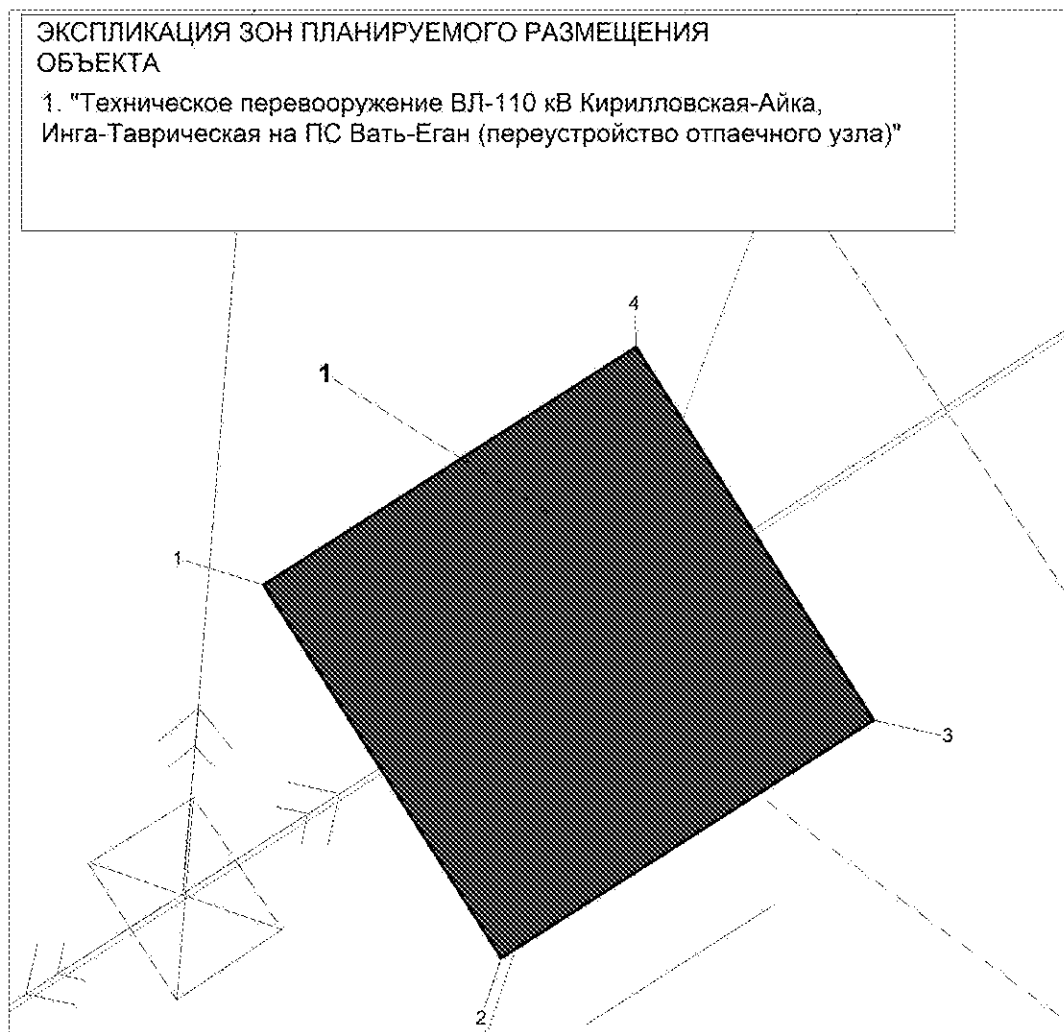 ЭКСПЛИКАЦИЯ ЗОН ПЛАНИРУЕМОГО РАЗМЕЩЕНИЯ
ОБЪЕКТА
1. "Техническое перевооружение ВЛ-110 кВ Кирилловская-Айка,
Инга-Таврическая на ПС Вать-Еган (переустройство отпаечного узла)"
4
1
1
3
2